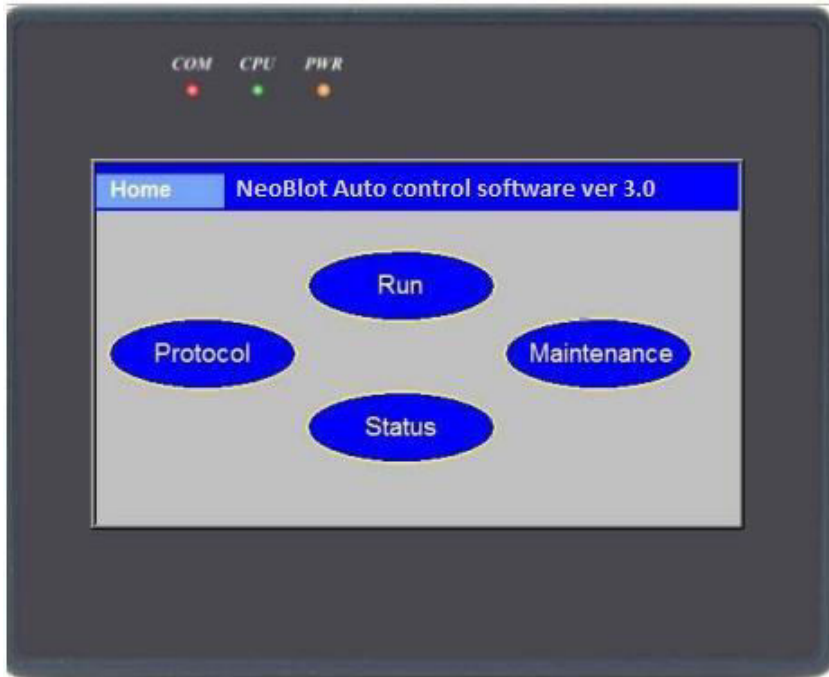 COM CPU PWR
Home NeoBlot Auto control software ver 3.0
Run
Protocol Maintenance
Status